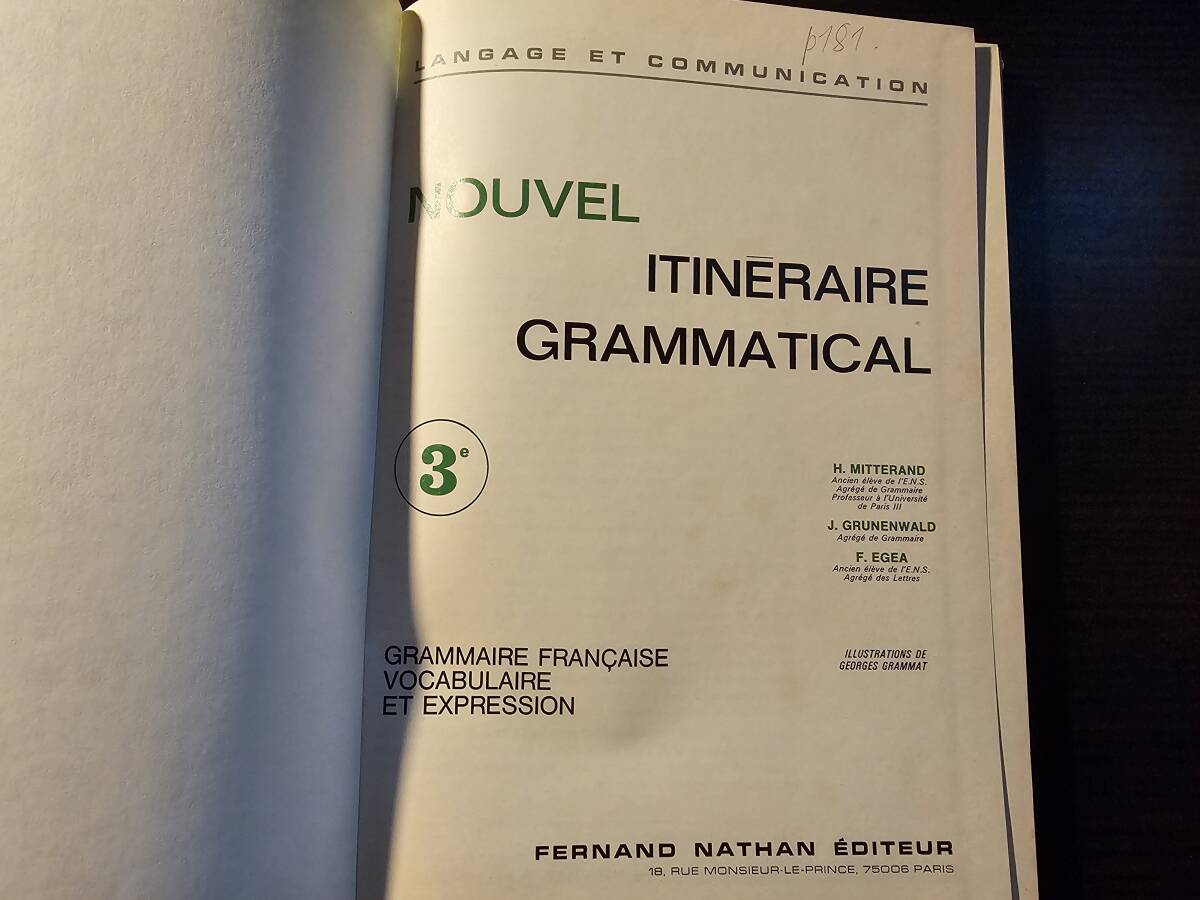 p181.
LANGAGE ET COMMUNICATION
NOUVEL
ITINÉRAIRE
GRAMMATICAL
3e
H. MITTERAND
Ancien élève de l'E.N.S.
Agrégé de Grammaire
Professeur à l'Université
de Paris III
J. GRUNENWALD
Agrégé de Grammaire
F. EGEA
Ancien élève de l'E.N.S.
Agrégé des Lettres
GRAMMAIRE FRANÇAISE
VOCABULAIRE
ET EXPRESSION
ILLUSTRATIONS DE
GEORGES GRAMMAT
FERNAND NATHAN ÉDITEUR
18, RUE MONSIEUR-LE-PRINCE, 75006 PARIS